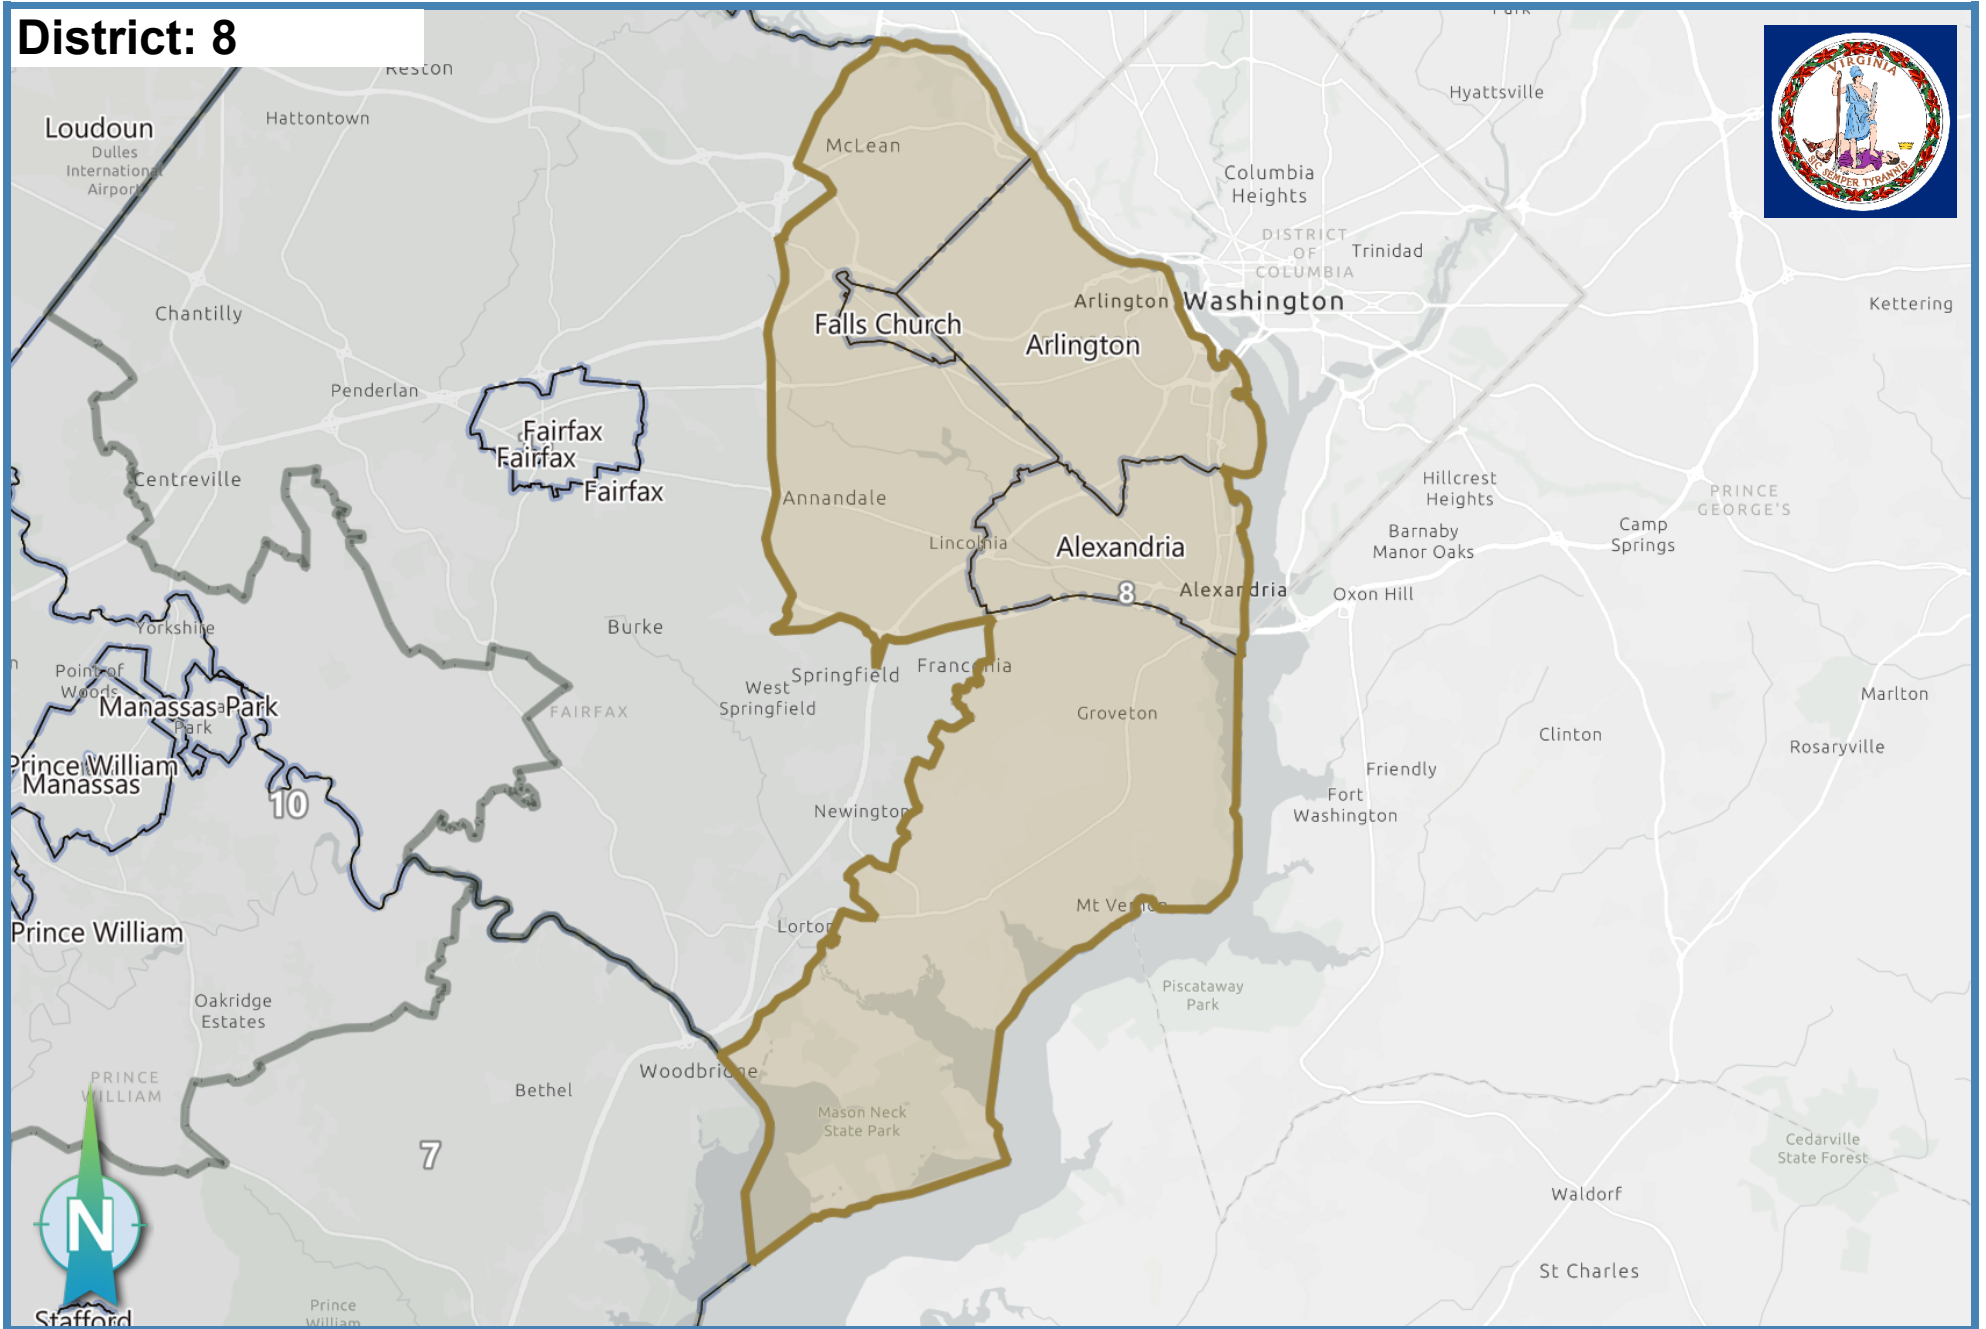 District: 8
Reston
Hattontown
Loudoun
Dulles
International
Airport
McLean
Hyattsville
VIRGINIA
SIC SEMPER TYRANNIS
Columbia
Heights
DISTRICT
OF
COLUMBIA
Trinidad
Chantilly
Arlington
Washington
Kettering
Falls Church
Arlington
Penderlan
Fairfax
Fairfax
Fairfax
Centreville
Annandale
Hillcrest
Heights
PRINCE
GEORGE'S
Barnaby
Manor Oaks
Camp
Springs
Lincolnia
Alexandria
8
Alexandria
Oxon Hill
Yorkshire
Burke
Point of
Woods
Springfield
Franconia
West
Springfield
Manassas Park
Park
FAIRFAX
Groveton
Marlton
Clinton
Rosaryville
Prince William
Manassas
Friendly
10
Newington
Fort
Washington
Prince William
Lorton
Mt Vernon
Oakridge
Estates
Piscataway
Park
Woodbridge
PRINCE
WILLIAM
Bethel
Mason Neck
State Park
7
Cedarville
State Forest
N
Waldorf
St Charles
Stafford
Prince
William